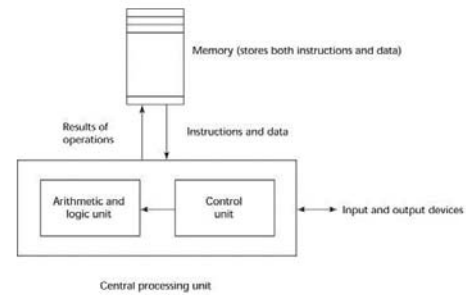 Memory (stores both instructions and data)
Results of
operations
Instructions and data
Arithmetic and
logic unit
Control
unit
Input and output devices
Central processing unit